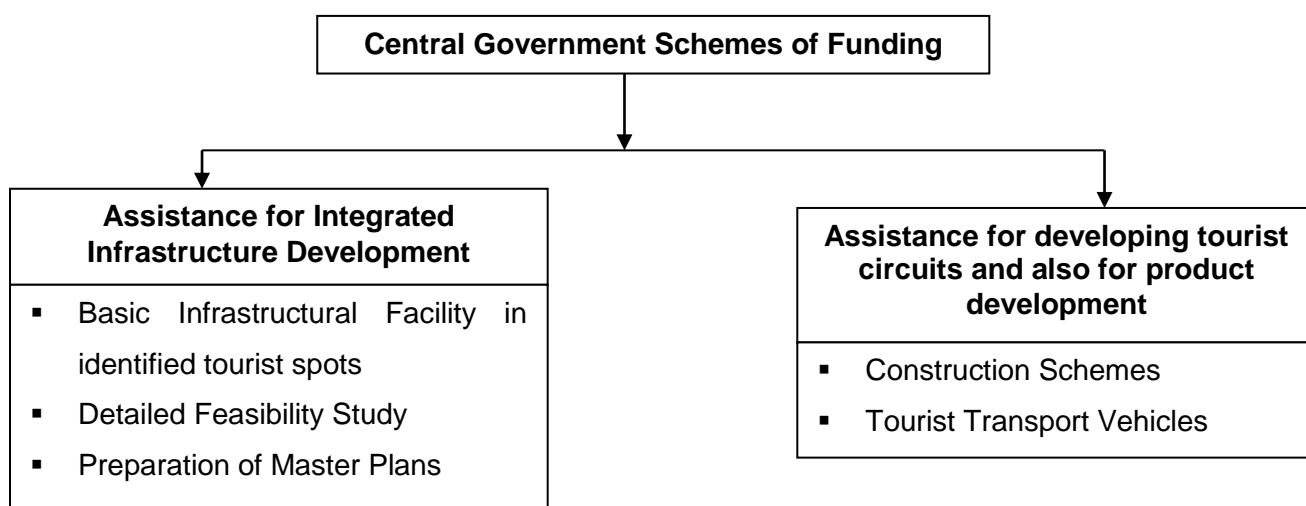 Central Government Schemes of Funding
Assistance for Integrated
Infrastructure Development
▪ Basic Infrastructural Facility in
identified tourist spots
▪ Detailed Feasibility Study
▪ Preparation of Master Plans
Assistance for developing tourist
circuits and also for product
development
▪ Construction Schemes
▪ Tourist Transport Vehicles